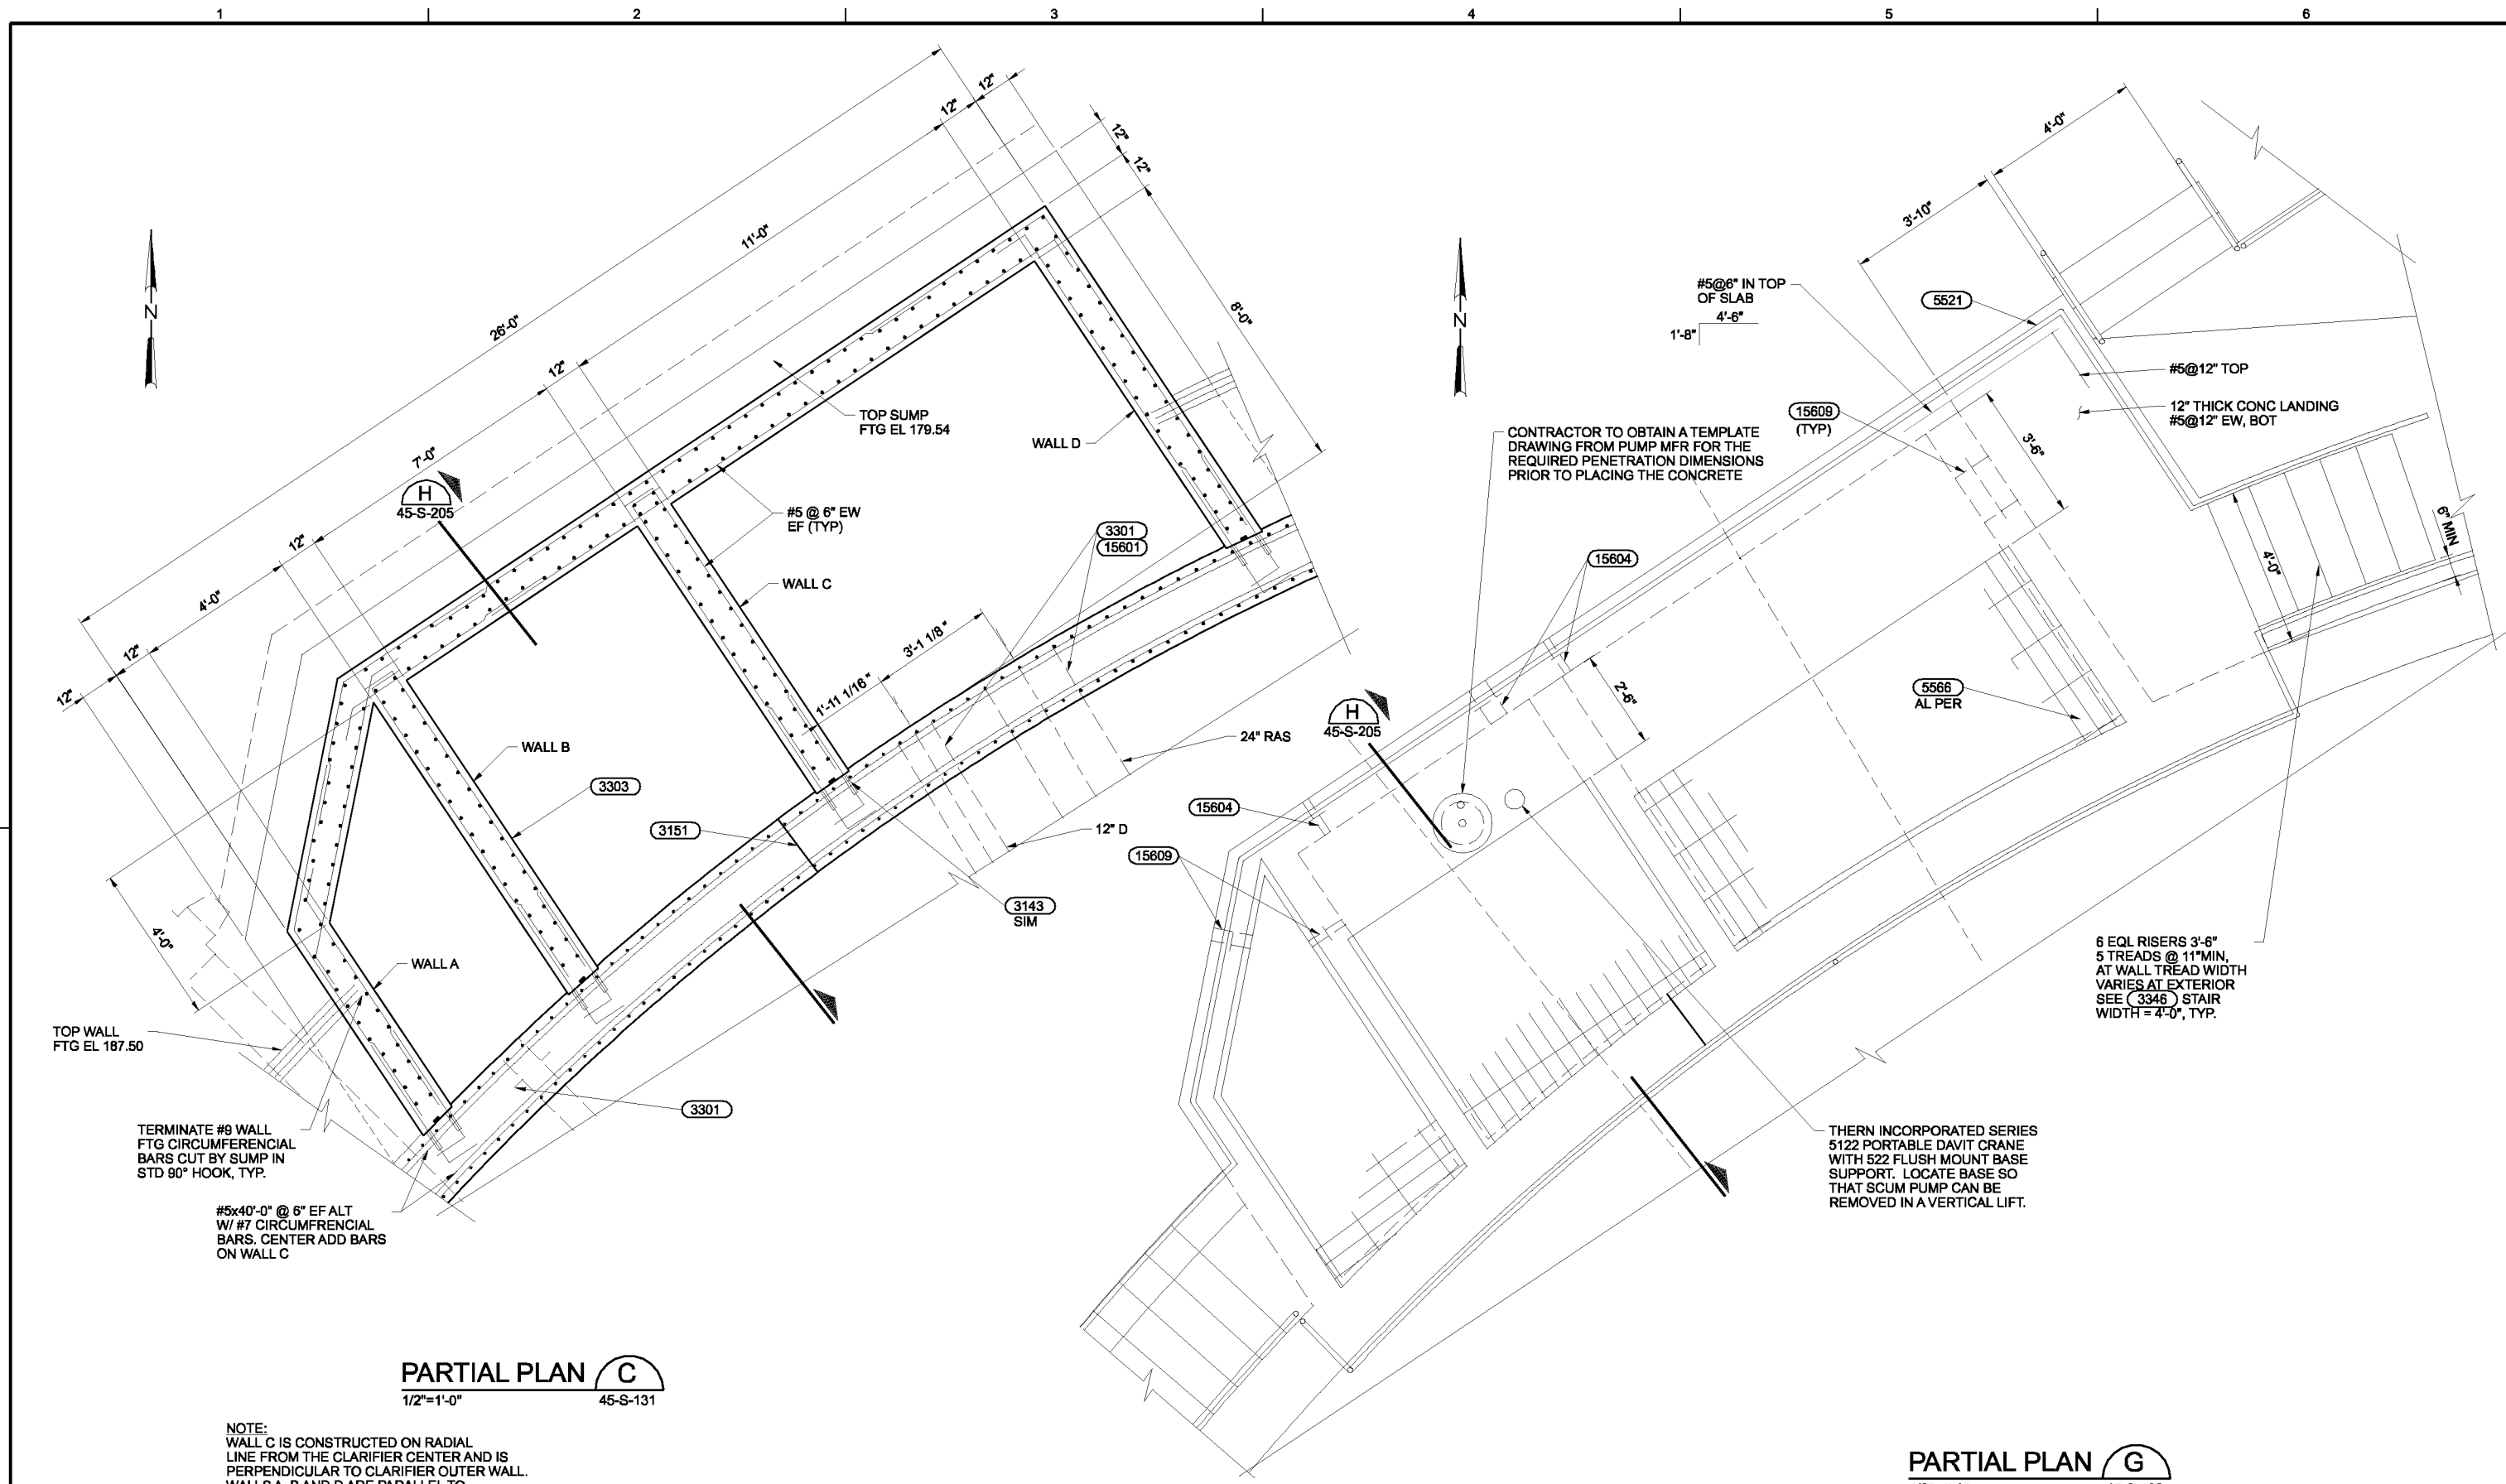 1 2 3 4 5 6
12"
12"
12"
12"
12"
8'-0"
11'-0"
26'-0"
12"
7'-0"
12"
4'-0"
12"
12"
N
H
45-S-205
TOP SUMP
FTG EL 179.54
WALL D
#5 @ 6" EW
EF (TYP)
3301
15601
WALL C
3'-1 1/8 "
1'-11 1/16 "
24" RAS
WALL B
3303
3151
12" D
3143
SIM
4'-0"
WALL A
TOP WALL
FTG EL 187.50
3301
TERMINATE #9 WALL
FTG CIRCUMFERENCIAL
BARS CUT BY SUMP IN
STD 90° HOOK, TYP.
#5x40'-0" @ 6" EF ALT
W/ #7 CIRCUMFRENCIAL
BARS. CENTER ADD BARS
ON WALL C
PARTIAL PLAN C
1/2"=1'-0" 45-S-131
NOTE:
WALL C IS CONSTRUCTED ON RADIAL
LINE FROM THE CLARIFIER CENTER AND IS
PERPENDICULAR TO CLARIFIER OUTER WALL.
WALLS A, B AND D ARE PARALLEL TO
N
4'-0"
3'-10"
#5@6" IN TOP
OF SLAB
4'-6"
1'-8"
5521
#5@12" TOP
15609
(TYP)
12" THICK CONC LANDING
#5@12" EW, BOT
CONTRACTOR TO OBTAIN A TEMPLATE
DRAWING FROM PUMP MFR FOR THE
REQUIRED PENETRATION DIMENSIONS
PRIOR TO PLACING THE CONCRETE
3'-6"
6" MIN
4'-0"
15604
2'-6"
5566
AL PER
H
45-S-205
15604
15609
6 EQL RISERS 3'-6"
5 TREADS @ 11"MIN,
AT WALL TREAD WIDTH
VARIES AT EXTERIOR
SEE 3346 STAIR
WIDTH = 4'-0", TYP.
THERN INCORPORATED SERIES
5122 PORTABLE DAVIT CRANE
WITH 522 FLUSH MOUNT BASE
SUPPORT. LOCATE BASE SO
THAT SCUM PUMP CAN BE
REMOVED IN A VERTICAL LIFT.
PARTIAL PLAN G